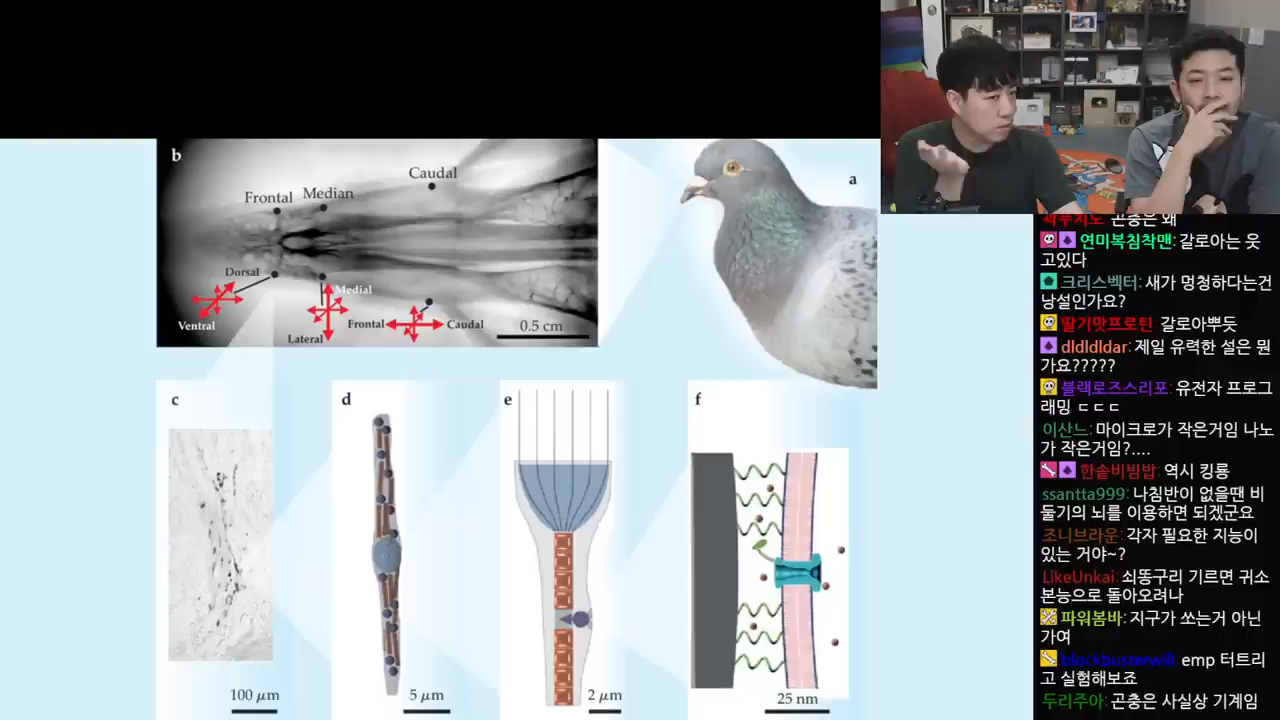 b
Frontal
Median
Caudal
Dorsal
Ventral
Medial
Lateral
Frontal
Caudal
0.5 cm
a
c
d
e
f
100 μm
5 μm
2 μm
25 nm
곤충은 왜
연미복침착맨: 갈로아는 웃
고있다
크리스벡터: 새가 멍청하다는건
낭설인가요?
딸기맛프로틴 갈로아뿌듯
dldldldar: 제일 유력한 설은 뭔
가요?????
블랙로즈스리포: 유전자 프로그
래밍 ㄷㄷㄷ
이산느: 마이크로가 작은거임 나노
가 작은거임?....
한솥비빔밥: 역시 킹룡
ssantta999: 나침반이 없을땐 비
둘기의 뇌를 이용하면 되겠군요
조니브라운: 각자 필요한 지능이
있는 거야~?
LikeUnkai: 쇠똥구리 기르면 귀소
본능으로 돌아오려나
파워봄바: 지구가 쏘는거 아닌
가여
blockbusterwill: emp 터트리
고 실험해보죠
두리주아: 곤충은 사실상 기계임